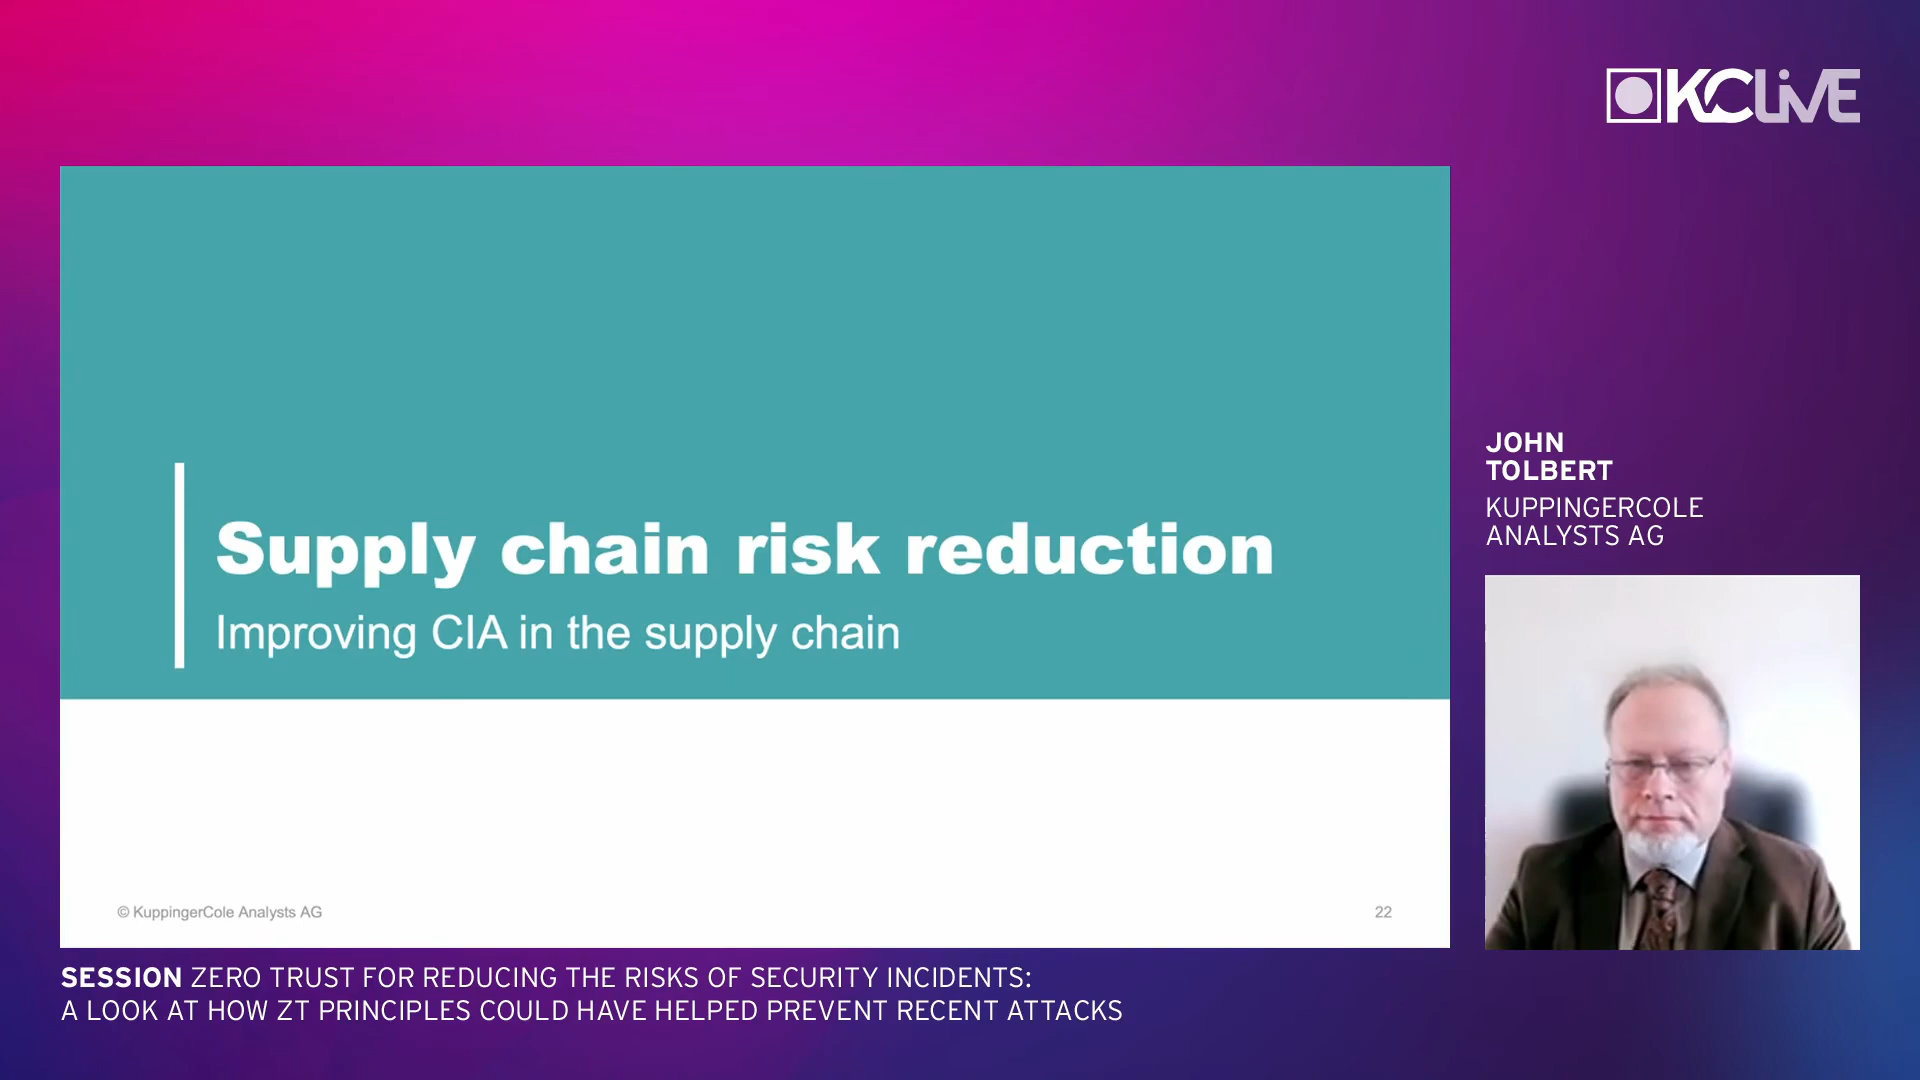 KCLIVE
Supply chain risk reduction
Improving CIA in the supply chain
© KuppingerCole Analysts AG
22
JOHN
TOLBERT
KUPPINGERCOLE
ANALYSTS AG
SESSION ZERO TRUST FOR REDUCING THE RISKS OF SECURITY INCIDENTS:
A LOOK AT HOW ZT PRINCIPLES COULD HAVE HELPED PREVENT RECENT ATTACKS